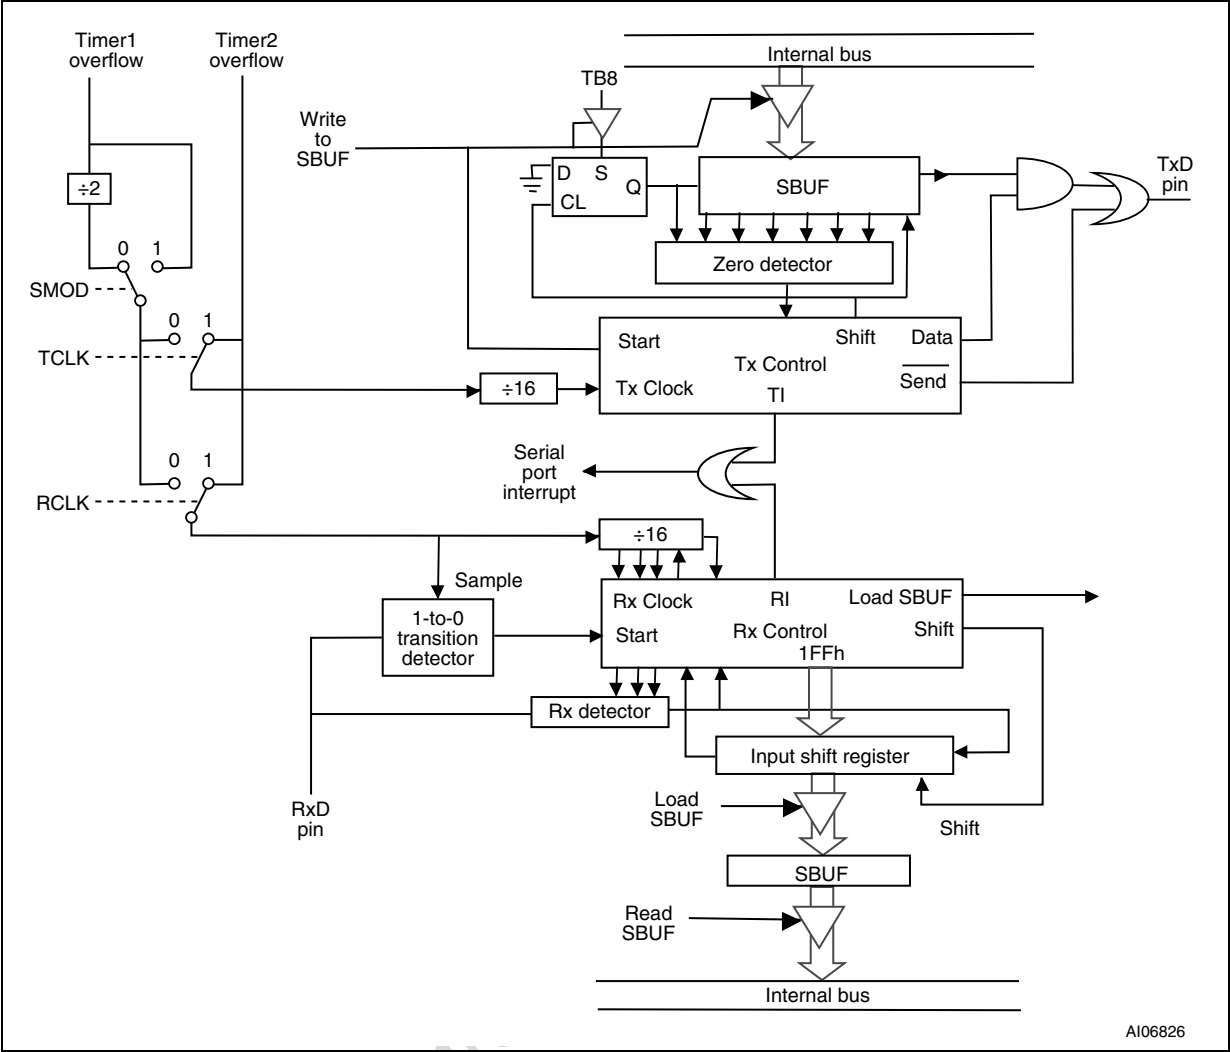 Timer1
overflow
Timer2
overflow
Internal bus
TB8
Write
to
SBUF
÷2
D S
Q
CL
SBUF
TxD
pin
0 1
Zero detector
SMOD
0 1
TCLK
Start
Shift
Data
Tx Control
Send
÷16
Tx Clock
TI
0 1
Serial
port
interrupt
RCLK
÷16
Sample
1-to-0
transition
detector
Rx Clock
RI
Load SBUF
Start
Rx Control
Shift
1FFh
Rx detector
Input shift register
RxD
pin
Load
SBUF
Shift
SBUF
Read
SBUF
Internal bus
AI06826